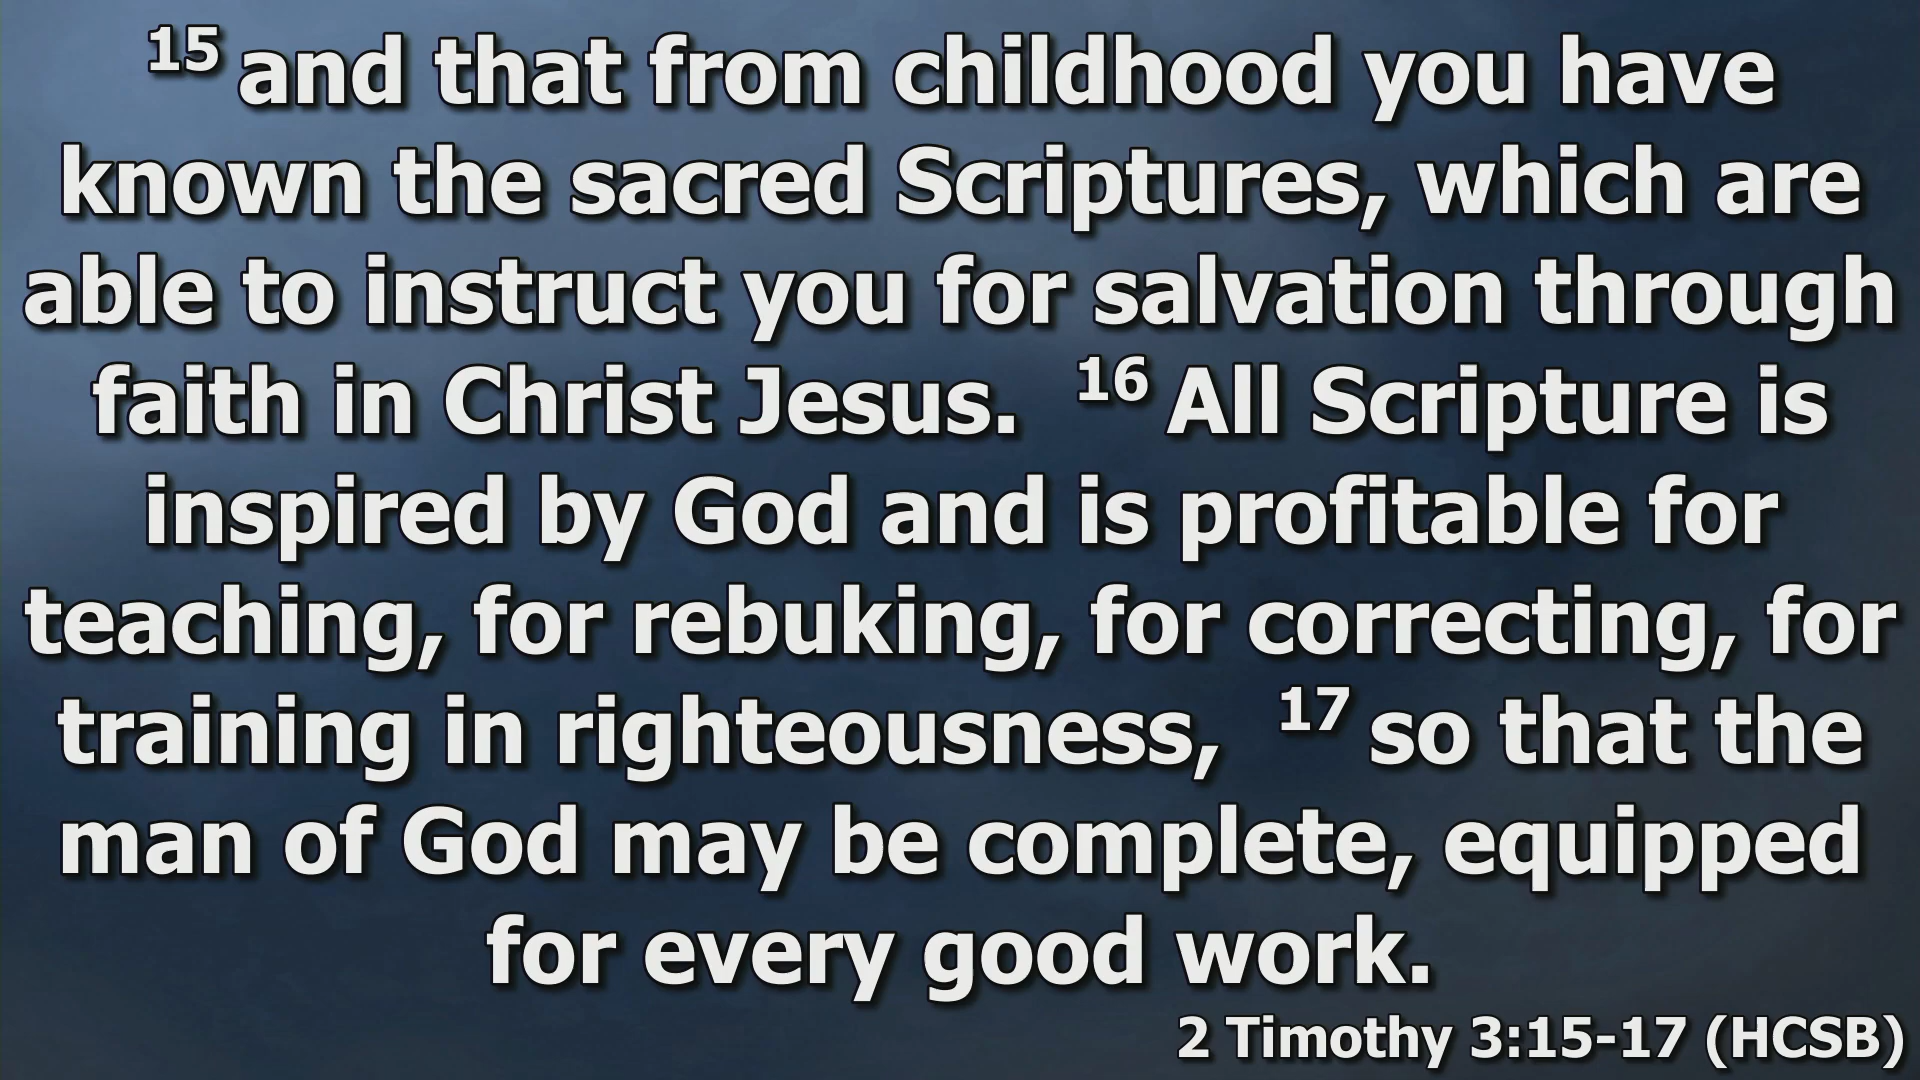 15 and that from childhood you have
known the sacred Scriptures, which are
able to instruct you for salvation through
faith in Christ Jesus. 16 All Scripture is
inspired by God and is profitable for
teaching, for rebuking, for correcting, for
training in righteousness, 17 so that the
man of God may be complete, equipped
for every good work.
2 Timothy 3:15-17 (HCSB)